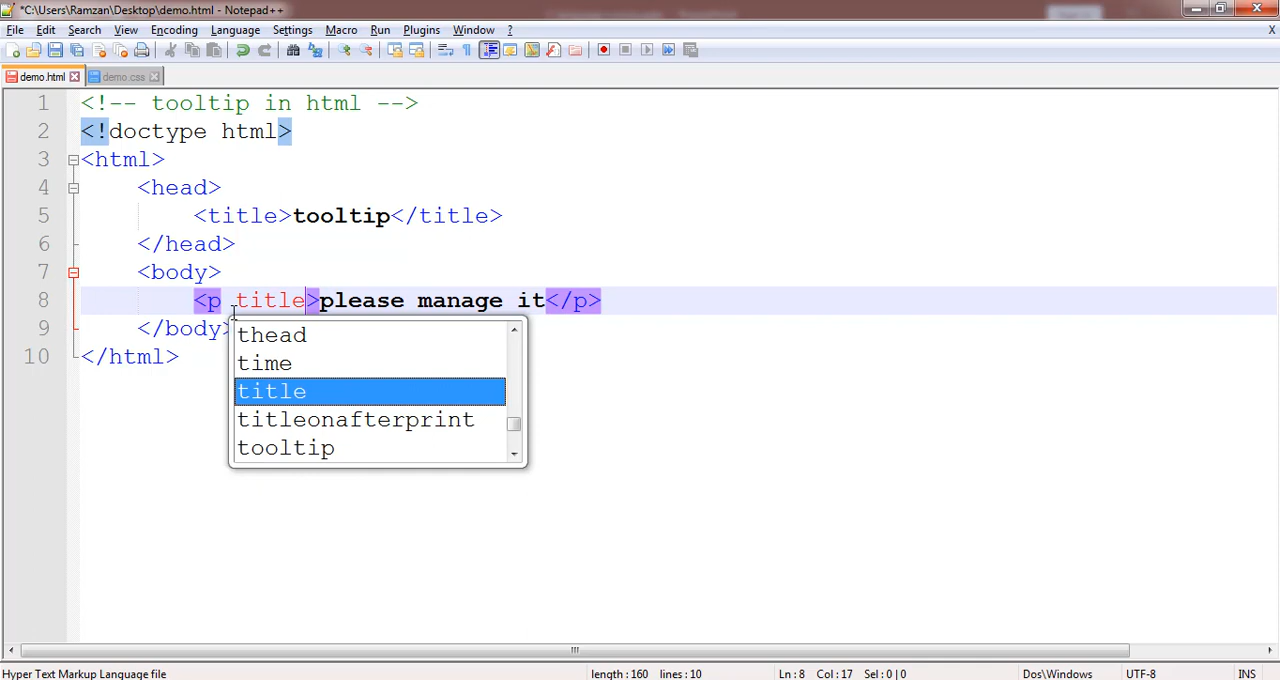 *C:\Users\Ramzan\Desktop\demo.html - Notepad++
File Edit Search View Encoding Language Settings Macro Run Plugins Window ? X
demo.html demo.css
1 <!-- tooltip in html -->
2 <!doctype html>
3 <html>
4 <head>
5 <title>tooltip</title>
6 </head>
7 <body>
8 <p title>please manage it</p>
9 </body>
10 </html>
thead
time
title
titleonafterprint
tooltip
Hyper Text Markup Language file length : 160 lines : 10 Ln : 8 Col : 17 Sel : 0 | 0 Dos\Windows UTF-8 INS